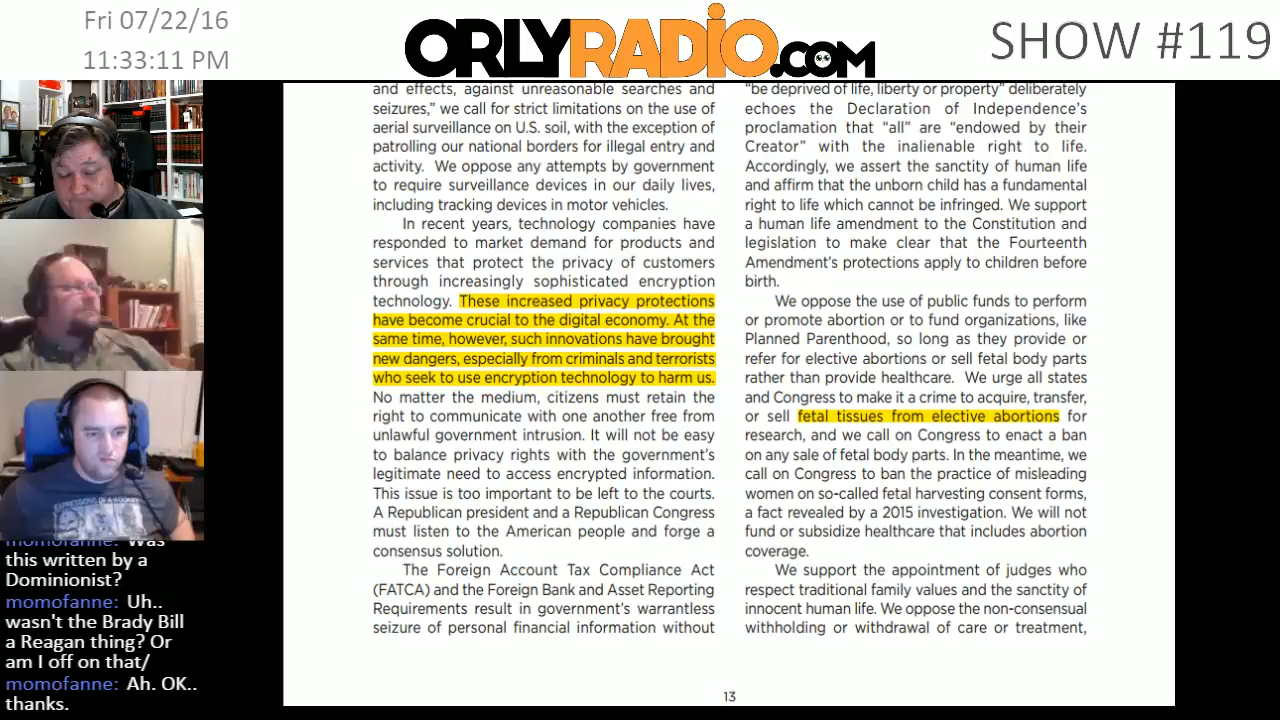 Fri 07/22/16
11:33:11 PM
ORLYRADIO.COM
SHOW #119
and effects, against unreasonable searches and
seizures,” we call for strict limitations on the use of
aerial surveillance on U.S. soil, with the exception of
patrolling our national borders for illegal entry and
activity. We oppose any attempts by government
to require surveillance devices in our daily lives,
including tracking devices in motor vehicles.
In recent years, technology companies have
responded to market demand for products and
services that protect the privacy of customers
through increasingly sophisticated encryption
technology. These increased privacy protections
have become crucial to the digital economy. At the
same time, however, such innovations have brought
new dangers, especially from criminals and terrorists
who seek to use encryption technology to harm us.
No matter the medium, citizens must retain the
right to communicate with one another free from
unlawful government intrusion. It will not be easy
to balance privacy rights with the government’s
legitimate need to access encrypted information.
This issue is too important to be left to the courts.
A Republican president and a Republican Congress
must listen to the American people and forge a
consensus solution.
The Foreign Account Tax Compliance Act
(FATCA) and the Foreign Bank and Asset Reporting
Requirements result in government’s warrantless
seizure of personal financial information without
“be deprived of life, liberty or property” deliberately
echoes the Declaration of Independence’s
proclamation that “all” are “endowed by their
Creator” with the inalienable right to life.
Accordingly, we assert the sanctity of human life
and affirm that the unborn child has a fundamental
right to life which cannot be infringed. We support
a human life amendment to the Constitution and
legislation to make clear that the Fourteenth
Amendment’s protections apply to children before
birth.
We oppose the use of public funds to perform
or promote abortion or to fund organizations, like
Planned Parenthood, so long as they provide or
refer for elective abortions or sell fetal body parts
rather than provide healthcare. We urge all states
and Congress to make it a crime to acquire, transfer,
or sell fetal tissues from elective abortions for
research, and we call on Congress to enact a ban
on any sale of fetal body parts. In the meantime, we
call on Congress to ban the practice of misleading
women on so-called fetal harvesting consent forms,
a fact revealed by a 2015 investigation. We will not
fund or subsidize healthcare that includes abortion
coverage.
We support the appointment of judges who
respect traditional family values and the sanctity of
innocent human life. We oppose the non-consensual
withholding or withdrawal of care or treatment,
13
momofanne: Was
this written by a
Dominionist?
momofanne: Uh..
wasn't the Brady Bill
a Reagan thing? Or
am I off on that/
momofanne: Ah. OK..
thanks.